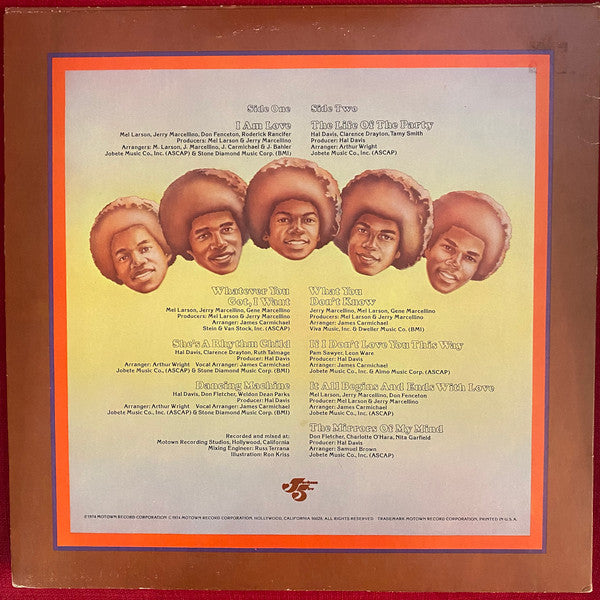 Side One
I Am Love
Mel Larson, Jerry Marcellino, Don Fenceton, Roderick Rancifer
Producers: Mel Larson & Jerry Marcellino
Arrangers: M. Larson, J. Marcellino, J. Carmichael & J. Bahler
Jobete Music Co., Inc. (ASCAP) & Stone Diamond Music Corp. (BMI)
Whatever You
Got, I Want
Mel Larson, Jerry Marcellino, Gene Marcellino
Producers: Mel Larson & Jerry Marcellino
Arranger: James Carmichael
Stein & Van Stock, Inc. (ASCAP)
She's A Rhythm Child
Hal Davis, Clarence Drayton, Ruth Talmage
Producer: Hal Davis
Arranger: Arthur Wright Vocal Arranger: James Carmichael
Jobete Music Co., (ASCAP) & Stone Diamond Music Corp. (BMI)
Dancing Machine
Hal Davis, Don Fletcher, Weldon Dean Parks
Producer: Hal Davis
Arranger: Arthur Wright Vocal Arranger: James Carmichael
Jobete Music Co., Inc. (ASCAP) & Stone Diamond Music Corp. (BMI)
Recorded and mixed at:
Motown Recording Studios, Hollywood, California
Mixing Engineer: Russ Terrana
Illustration: Ron Kriss
Side Two
The Life Of The Party
Hal Davis, Clarence Drayton, Tamy Smith
Producer: Hal Davis
Arranger: Arthur Wright
Jobete Music Co., Inc. (ASCAP)
What You
Don't Know
Jerry Marcellino, Mel Larson, Gene Marcellino
Producers: Mel Larson & Jerry Marcellino
Arranger: James Carmichael
Viva Music, Inc. & Dweller Music Co. (BMI)
If I Don't Love You This Way
Pam Sawyer, Leon Ware
Producer: Hal Davis
Arranger: James Carmichael
Jobete Music Co., Inc. & Almo Music Corp. (ASCAP)
It All Begins And Ends With Love
Mel Larson, Jerry Marcellino, Don Fenceton
Producers: Mel Larson & Jerry Marcellino
Arranger: James Carmichael
Jobete Music Co., Inc. (ASCAP)
The Mirrors Of My Mind
Don Fletcher, Charlotte O'Hara, Nita Garfield
Producer: Hal Davis
Arranger: Samuel Brown
Jobete Music Co., Inc. (ASCAP)
J5
℗1974 MOTOWN RECORD CORPORATION ©1974 MOTOWN RECORD CORPORATION, HOLLYWOOD, CALIFORNIA 90028. ALL RIGHTS RESERVED TRADEMARK MOTOWN RECORD CORPORATION, PRINTED IN U.S.A.